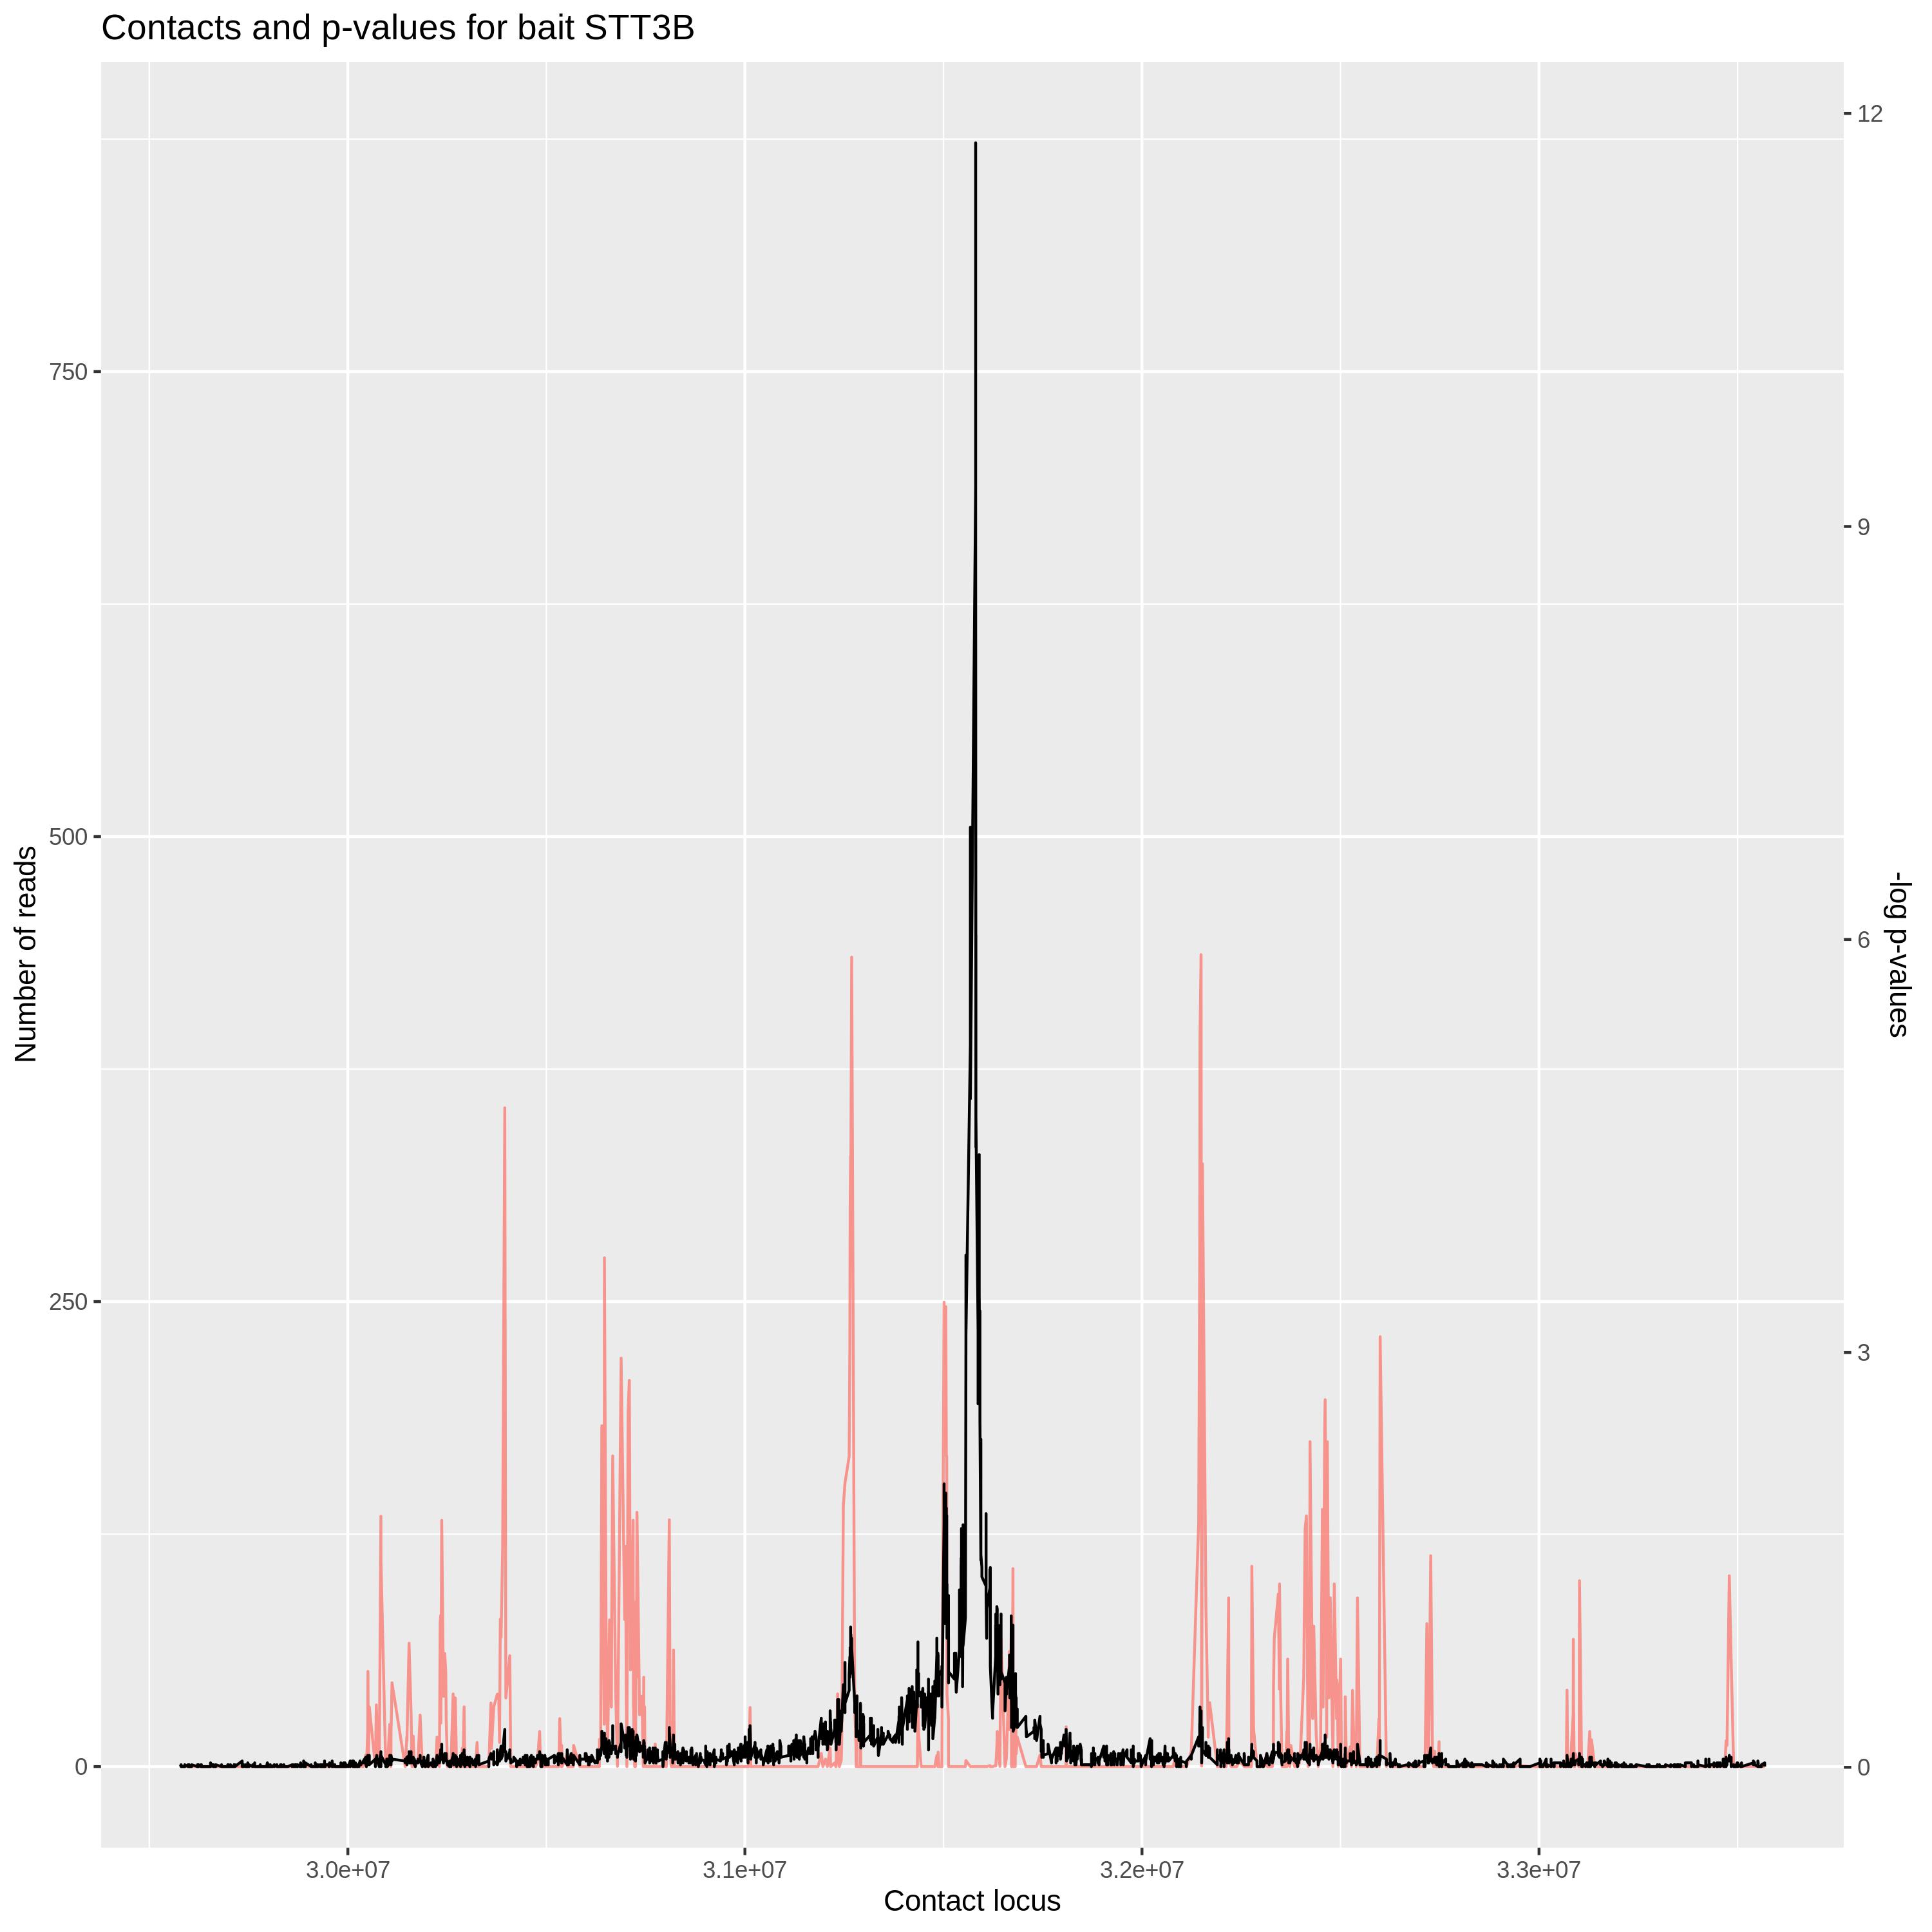 Contacts and p-values for bait STT3B
12
750
9
500
6
Number of reads
-log p-values
250
3
0
0
3.0e+07
3.1e+07
3.2e+07
3.3e+07
Contact locus